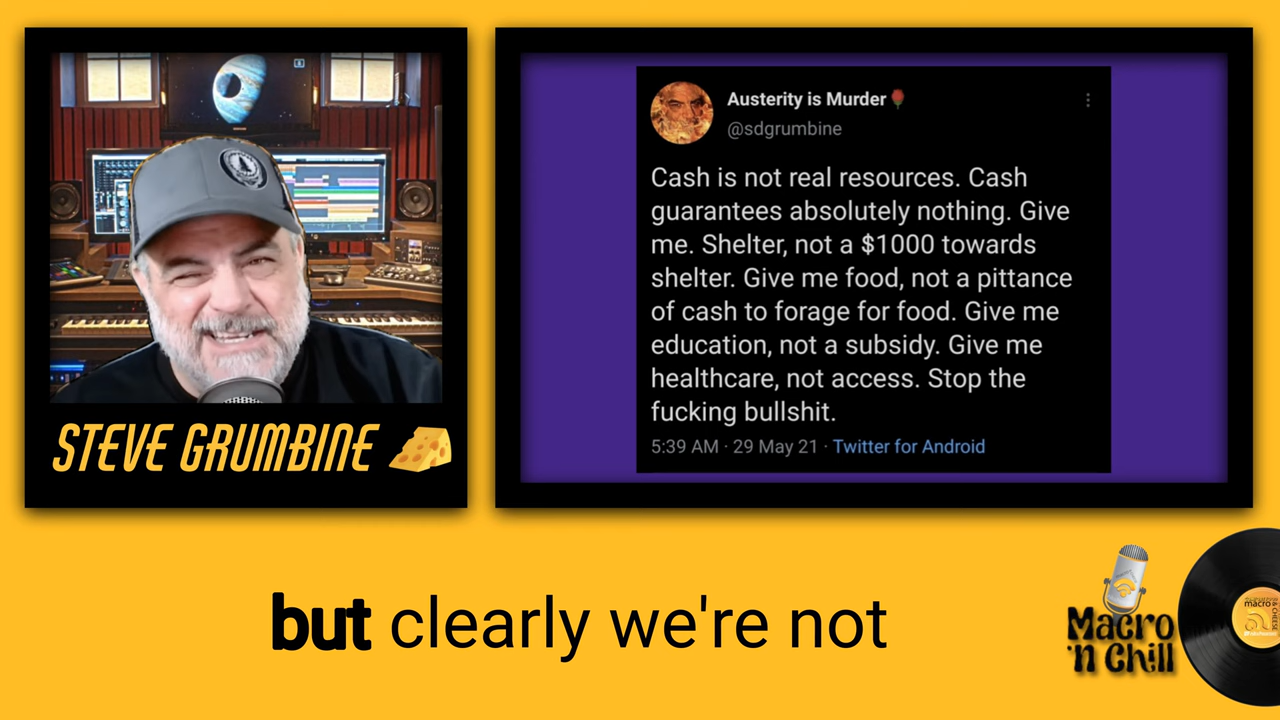 STEVE GRUMBINE
Austerity is Murder
@sdgrumbine
Cash is not real resources. Cash
guarantees absolutely nothing. Give
me. Shelter, not a $1000 towards
shelter. Give me food, not a pittance
of cash to forage for food. Give me
education, not a subsidy. Give me
healthcare, not access. Stop the
fucking bullshit.
5:39 AM · 29 May 21 · Twitter for Android
but clearly we're not
Macro
'N Chill
macro